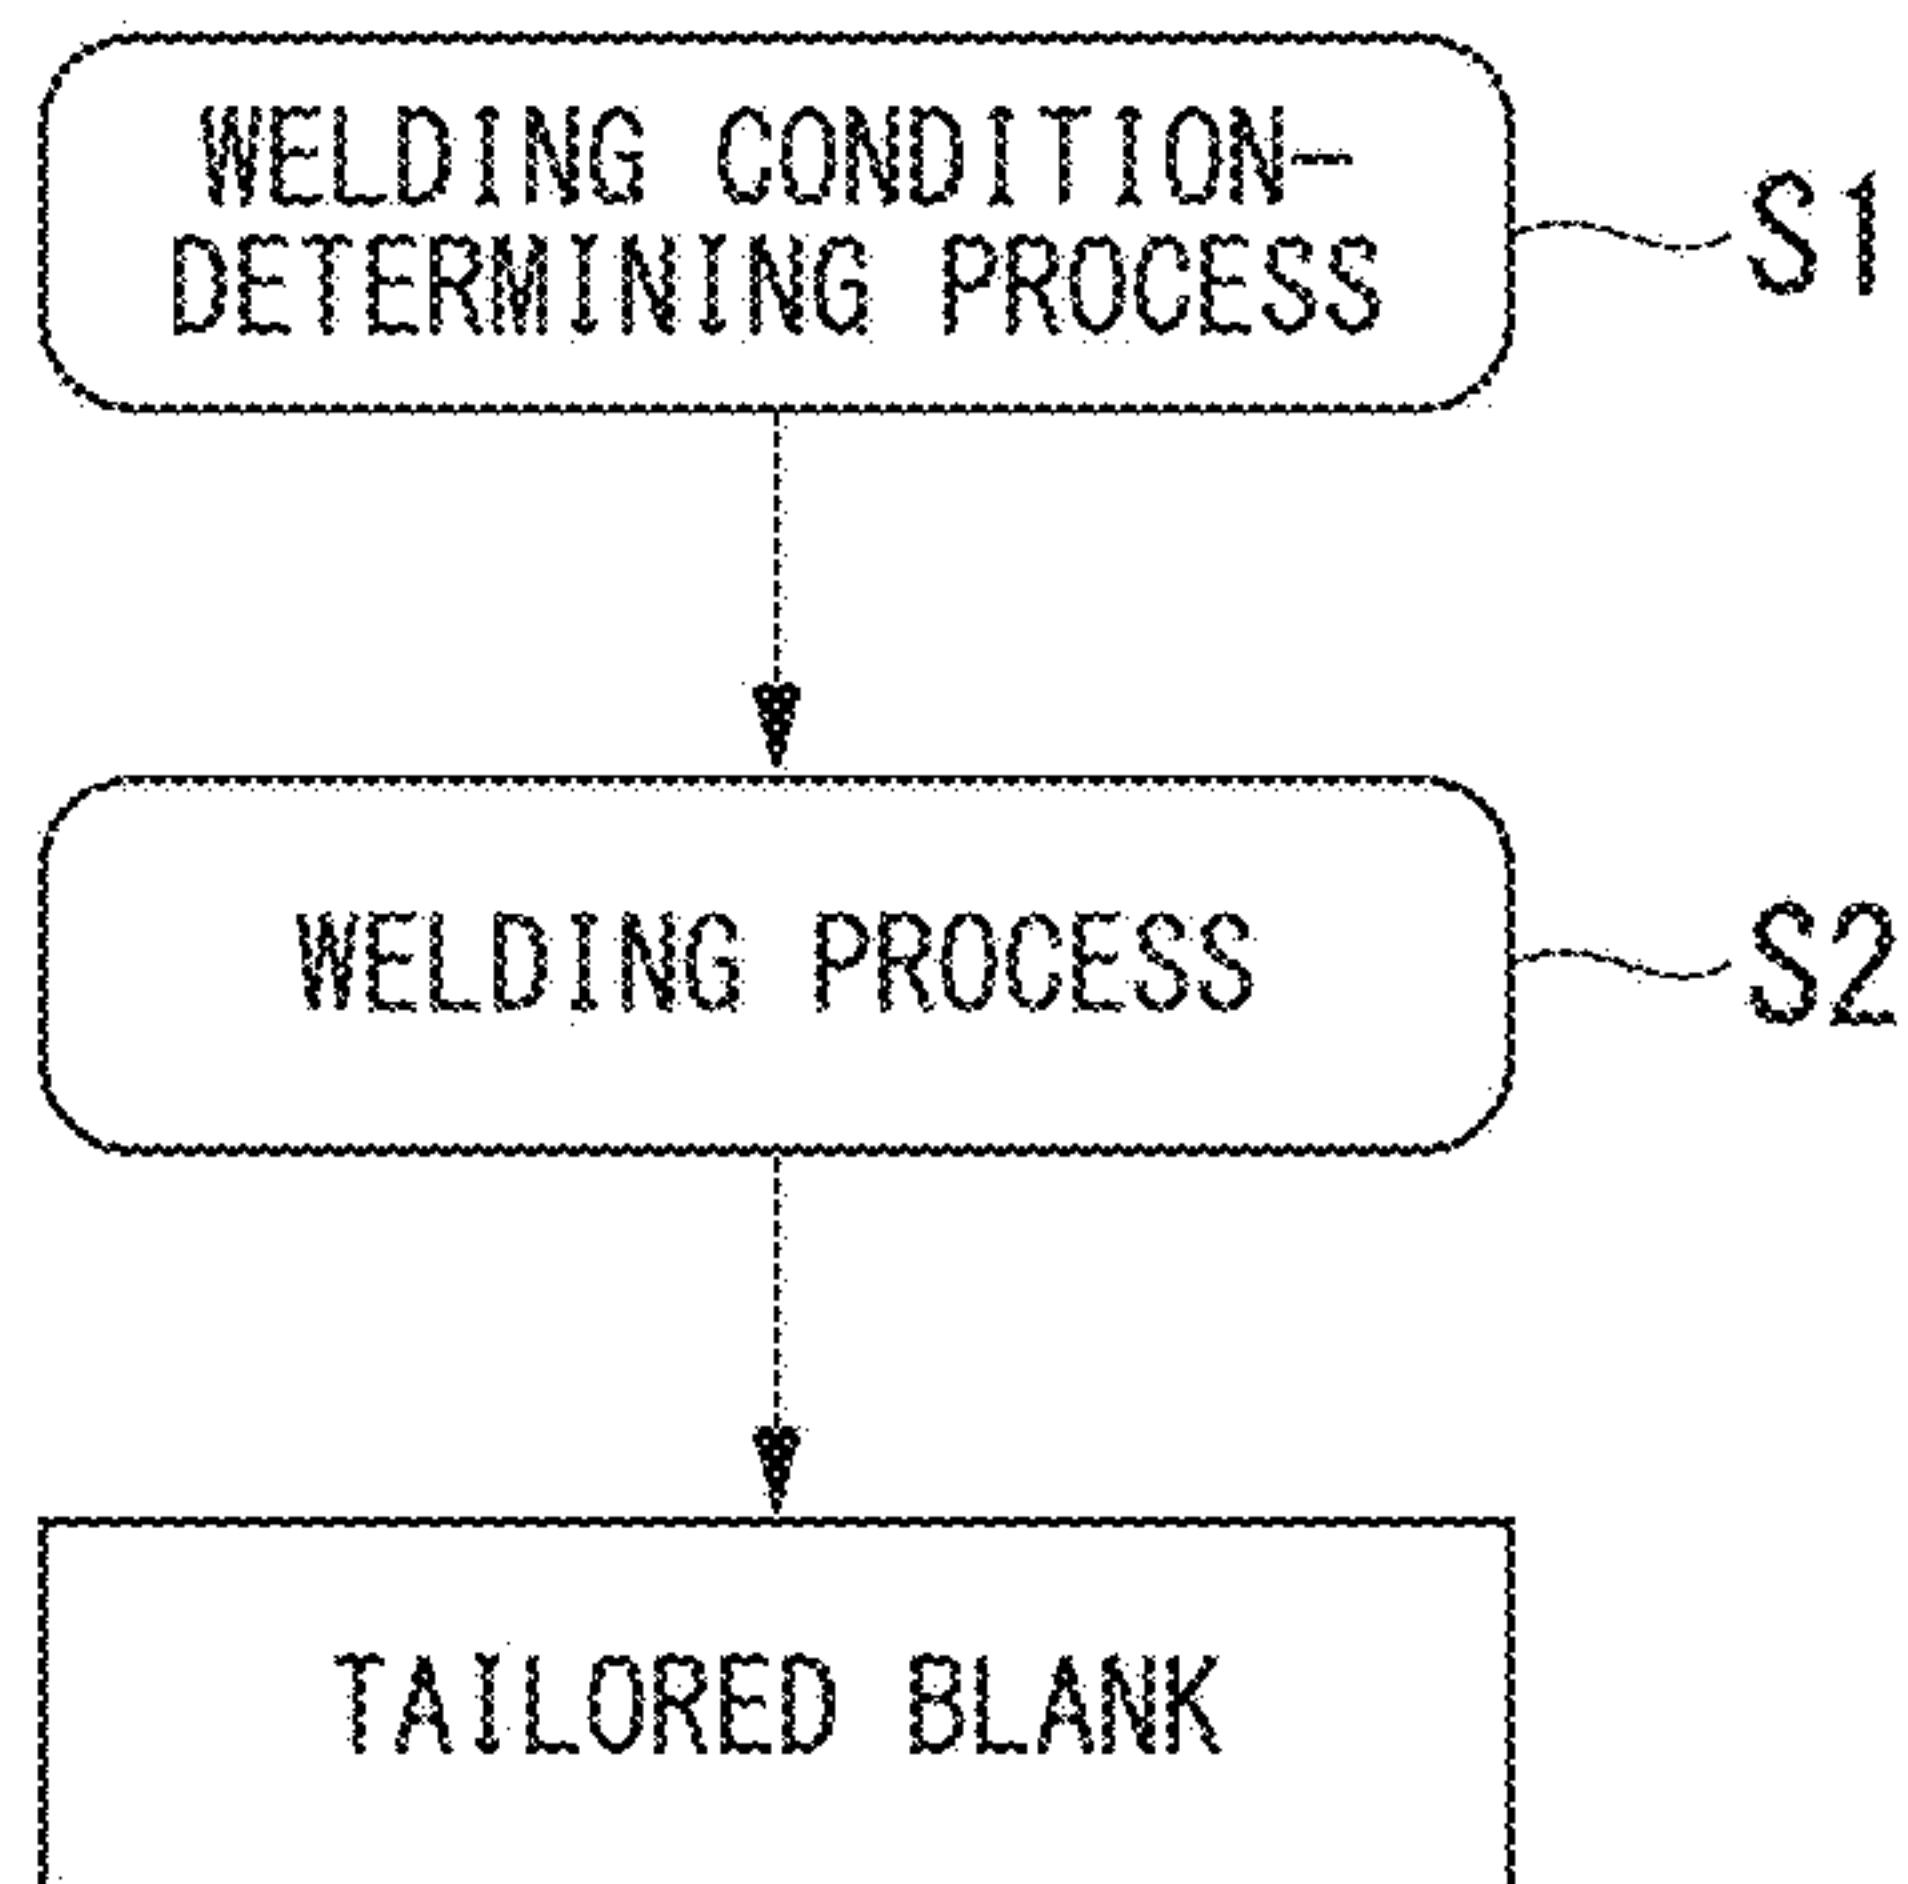 WELDING CONDITION-
DETERMINING PROCESS
S1
WELDING PROCESS
S2
TAILORED BLANK